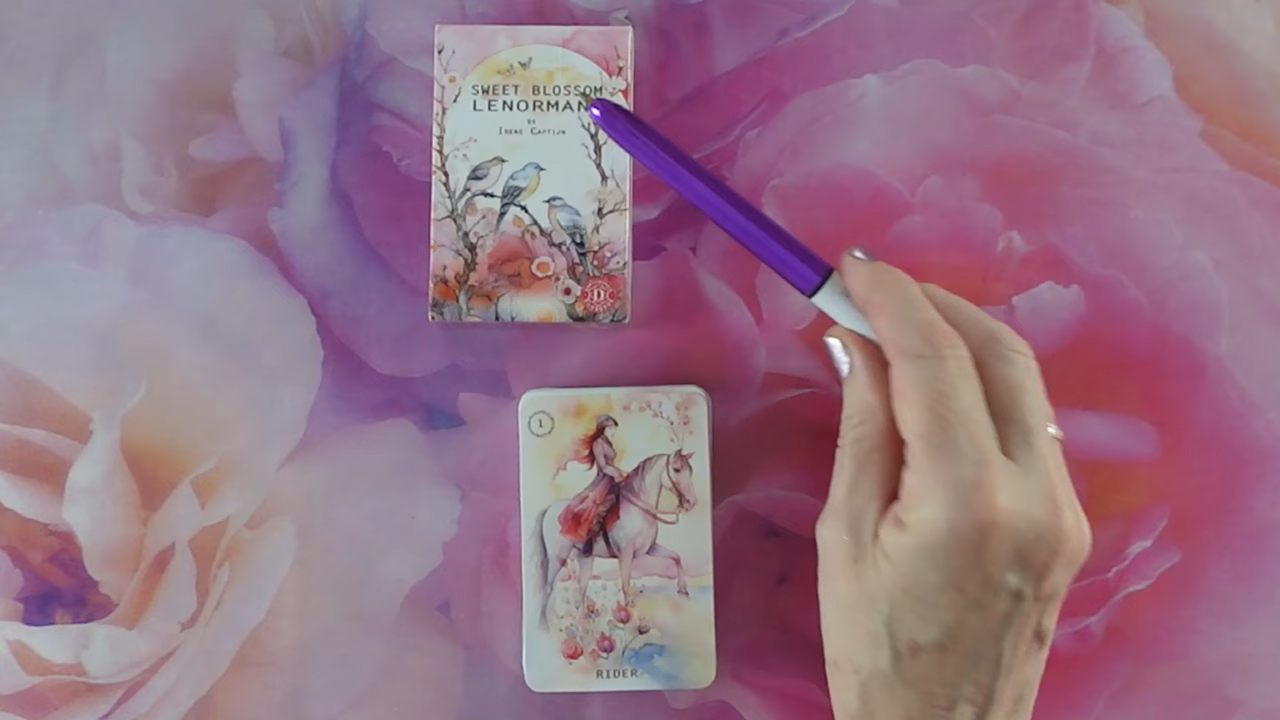 SWEET BLOSSOM
LENORMAN
BY
IRENE CAPTIJN
D
1
RIDER